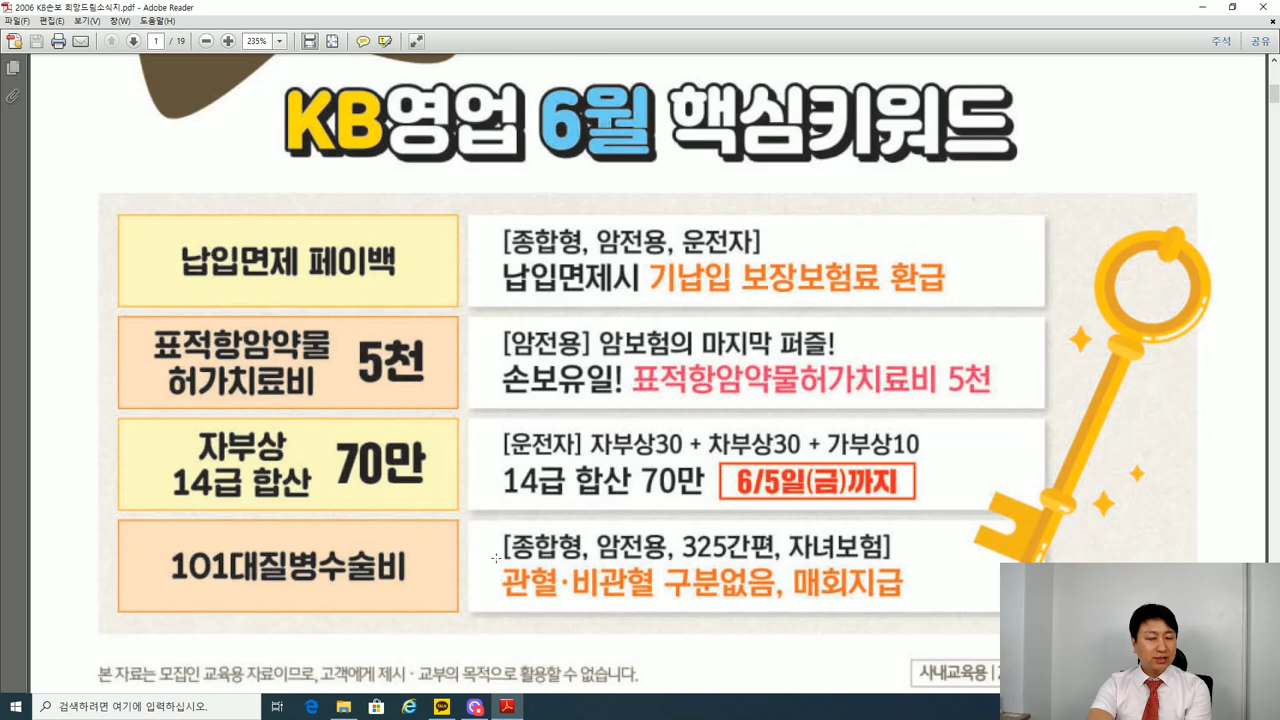 2006 KB손보 희망드림소식지.pdf - Adobe Reader
파일(F) 편집(E) 보기(V) 창(W) 도움말(H)
1 / 19 235% 주석 공유
KB영업 6월 핵심키워드
납입면제 페이백
[종합형, 암전용, 운전자]
납입면제시 기납입 보장보험료 환급
표적항암약물
허가치료비 5천
[암전용] 암보험의 마지막 퍼즐!
손보유일! 표적항암약물허가치료비 5천
자부상
14급 합산 70만
[운전자] 자부상30 + 차부상30 + 가부상10
14급 합산 70만 6/5일(금)까지
101대질병수술비
[종합형, 암전용, 325간편, 자녀보험]
관혈·비관혈 구분없음, 매회지급
본 자료는 모집인 교육용 자료이므로, 고객에게 제시 · 교부의 목적으로 활용할 수 없습니다.
사내교육용
검색하려면 여기에 입력하십시오.
TALK